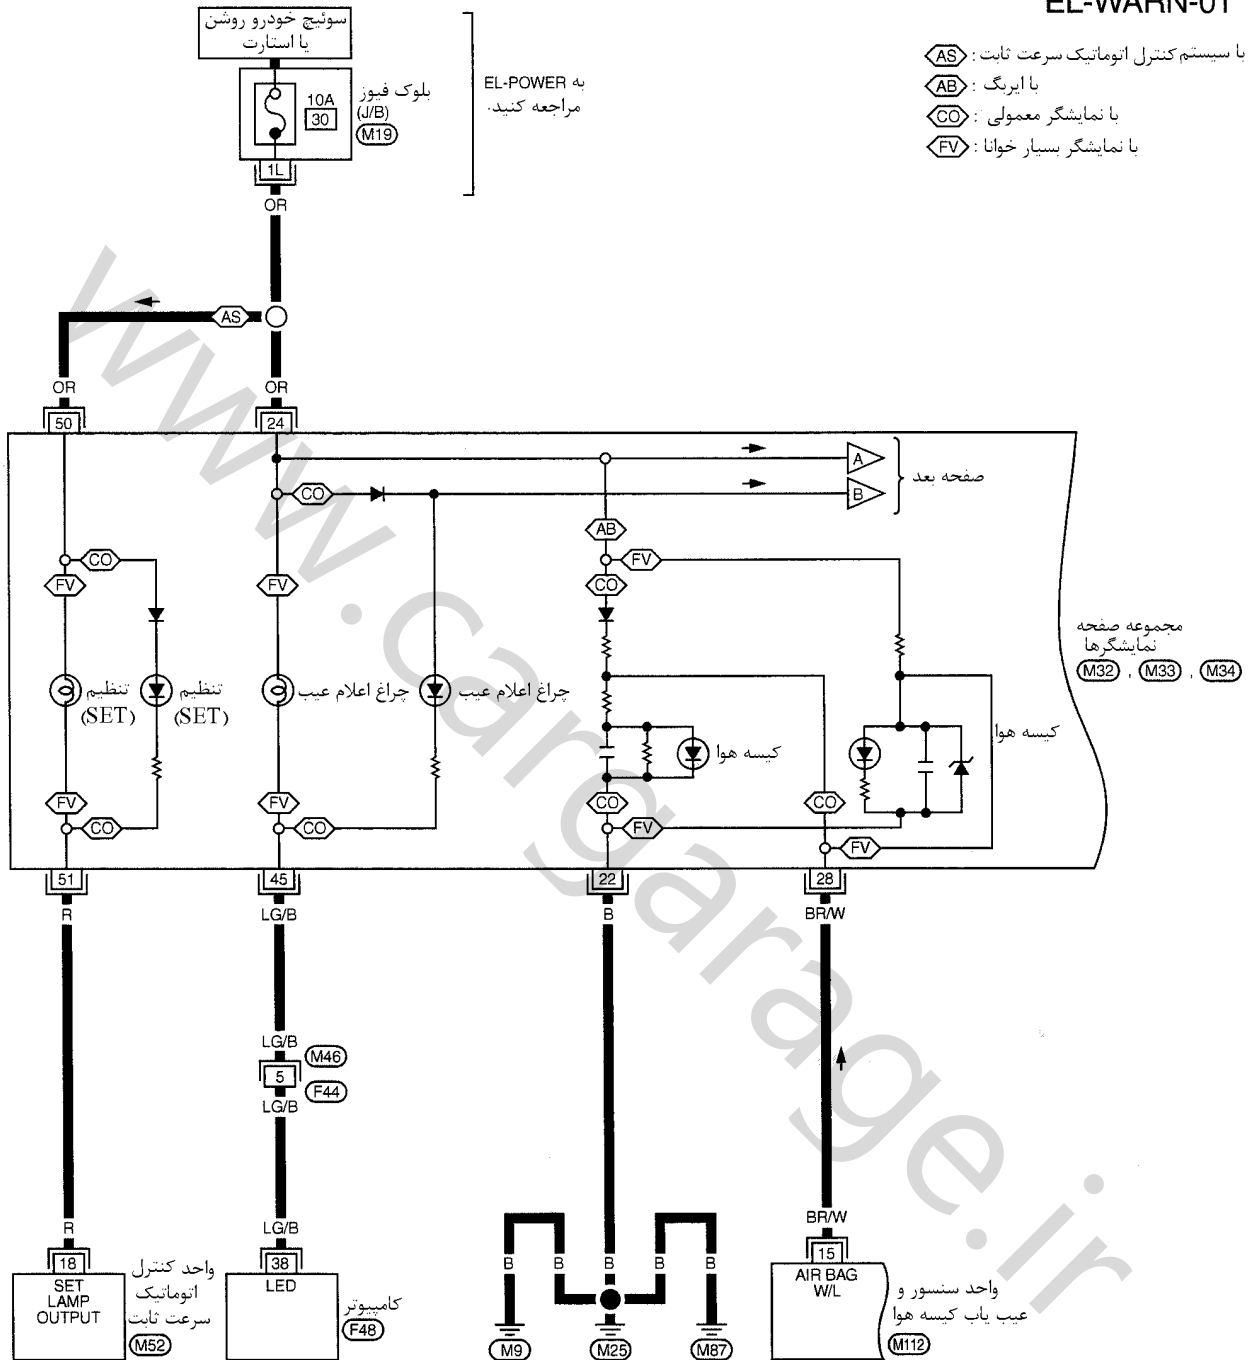 EL-WARN-01
سوئیچ خودرو روشن
یا استارت
10A
30
بلوک فیوز
(J/B)
M19
1L
OR
به EL-POWER
مراجعه کنید.
AS : با سیستم کنترل اتوماتیک سرعت ثابت
AB : با ایربگ
CO : با نمایشگر معمولی
FV : با نمایشگر بسیار خوانا
AS
OR
OR
50
24
A
B
صفحه بعد
CO
AB
CO
FV
FV
FV
CO
مجموعه صفحه
نمایشگرها
M32 , M33 , M34
تنظیم
(SET)
تنظیم
(SET)
چراغ اعلام عیب
چراغ اعلام عیب
کیسه هوا
کیسه هوا
FV
CO
FV
CO
CO
FV
CO
FV
51
45
22
28
R
LG/B
B
BR/W
LG/B
M46
5
F44
LG/B
R
LG/B
BR/W
18
38
15
B
B
B
B
B
SET
LAMP
OUTPUT
واحد کنترل
اتوماتیک
سرعت ثابت
M52
LED
کامپیوتر
F48
M9
M25
M87
AIR BAG
W/L
واحد سنسور و
عیب یاب کیسه هوا
M112
www.cargarage.ir